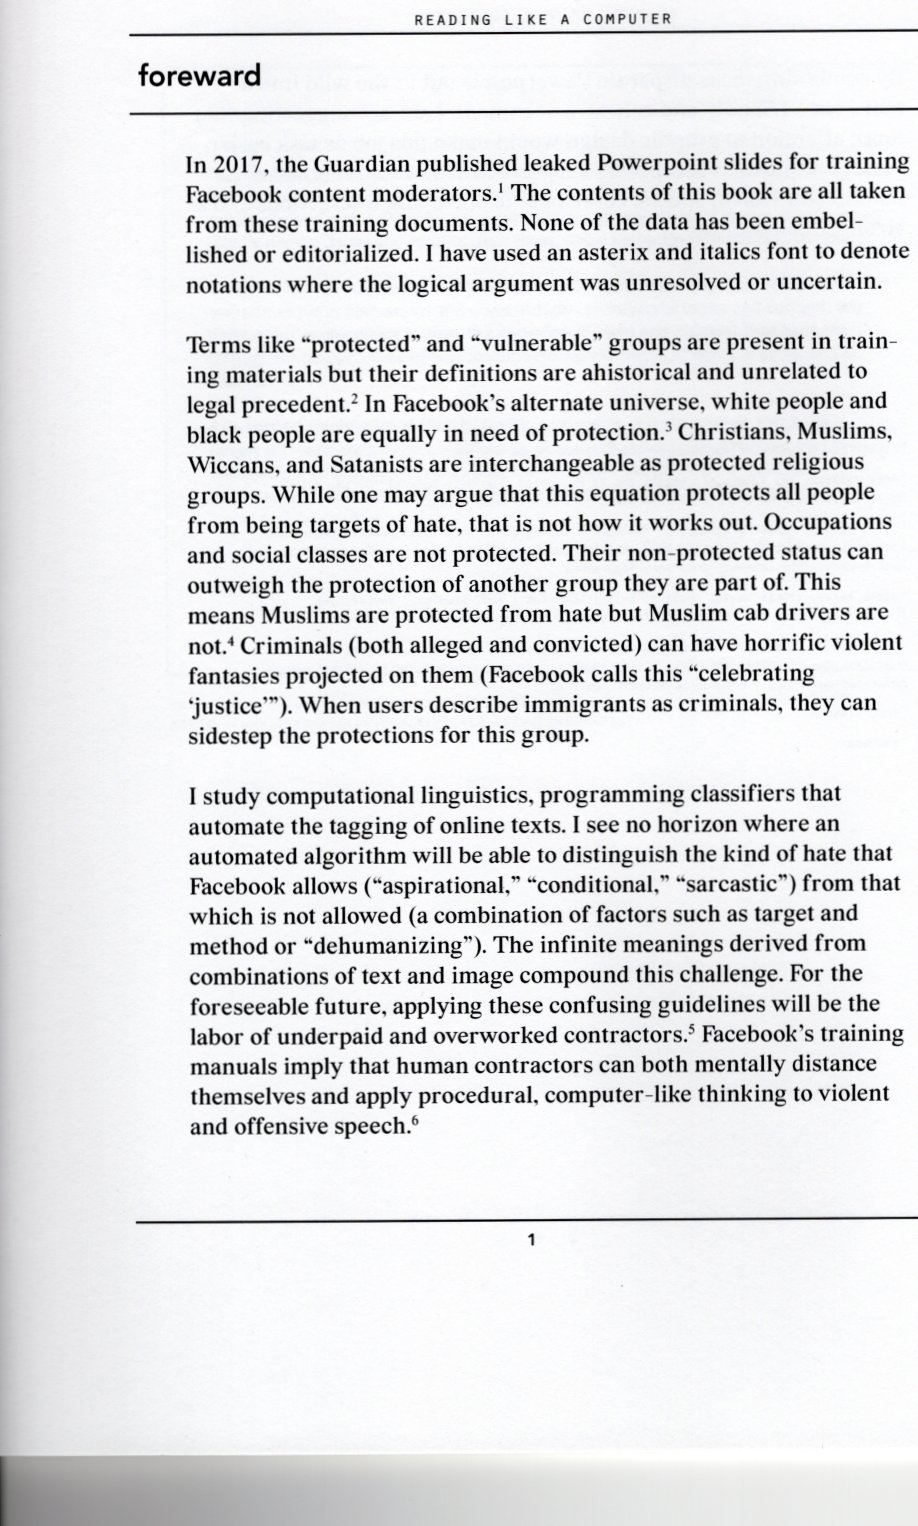 READING LIKE A COMPUTER
foreward
In 2017, the Guardian published leaked Powerpoint slides for training
Facebook content moderators.¹ The contents of this book are all taken
from these training documents. None of the data has been embel-
lished or editorialized. I have used an asterix and italics font to denote
notations where the logical argument was unresolved or uncertain.
Terms like “protected” and “vulnerable” groups are present in train-
ing materials but their definitions are ahistorical and unrelated to
legal precedent.² In Facebook’s alternate universe, white people and
black people are equally in need of protection.³ Christians, Muslims,
Wiccans, and Satanists are interchangeable as protected religious
groups. While one may argue that this equation protects all people
from being targets of hate, that is not how it works out. Occupations
and social classes are not protected. Their non-protected status can
outweigh the protection of another group they are part of. This
means Muslims are protected from hate but Muslim cab drivers are
not.⁴ Criminals (both alleged and convicted) can have horrific violent
fantasies projected on them (Facebook calls this “celebrating
‘justice’”). When users describe immigrants as criminals, they can
sidestep the protections for this group.
I study computational linguistics, programming classifiers that
automate the tagging of online texts. I see no horizon where an
automated algorithm will be able to distinguish the kind of hate that
Facebook allows (“aspirational,” “conditional,” “sarcastic”) from that
which is not allowed (a combination of factors such as target and
method or “dehumanizing”). The infinite meanings derived from
combinations of text and image compound this challenge. For the
foreseeable future, applying these confusing guidelines will be the
labor of underpaid and overworked contractors.⁵ Facebook’s training
manuals imply that human contractors can both mentally distance
themselves and apply procedural, computer-like thinking to violent
and offensive speech.⁶
1